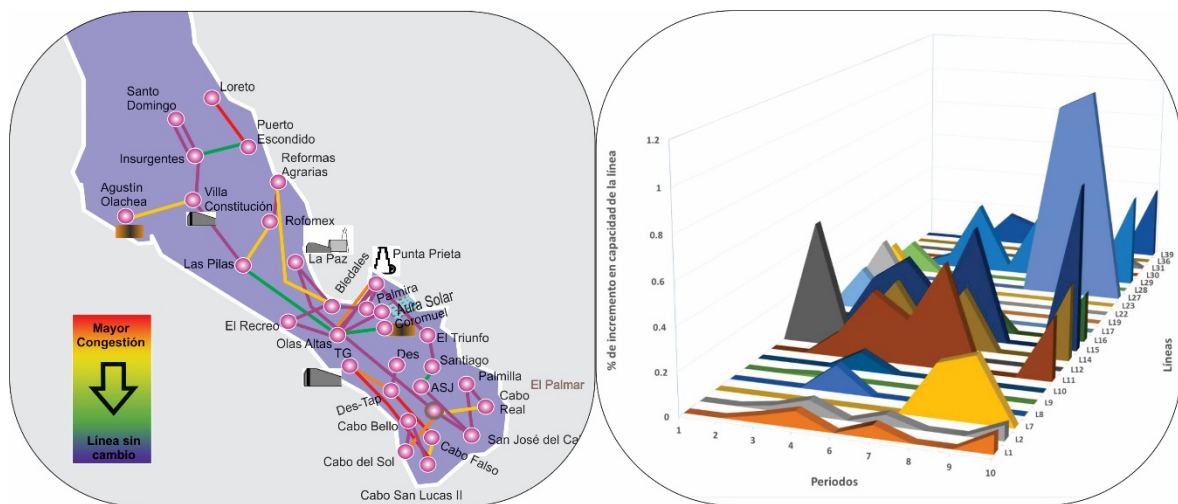 Santo
Domingo
Loreto
Puerto
Escondido
Insurgentes
Reformas
Agrarias
Agustín
Olachea
Villa
Constitución
Rofomex
La Paz
Punta Prieta
Las Pilas
Bledales
Palmira
Aura Solar
Coromuel
El Recreo
Olas Altas
El Triunfo
TG
Des
Santiago
Palmilla
El Palmar
Des-Tap
ASJ
Cabo
Real
Cabo Bello
San José del Ca
Cabo del Sol
Cabo Falso
Cabo San Lucas II
Mayor
Congestión
Línea sin
cambio
% de incremento en capacidad de la línea
1.2
1
0.8
0.6
0.4
0.2
0
1
2
3
4
5
6
7
8
9
10
Periodos
Líneas
L39
L36
L31
L30
L29
L28
L27
L23
L22
L19
L17
L16
L15
L14
L12
L11
L10
L9
L8
L7
L2
L1